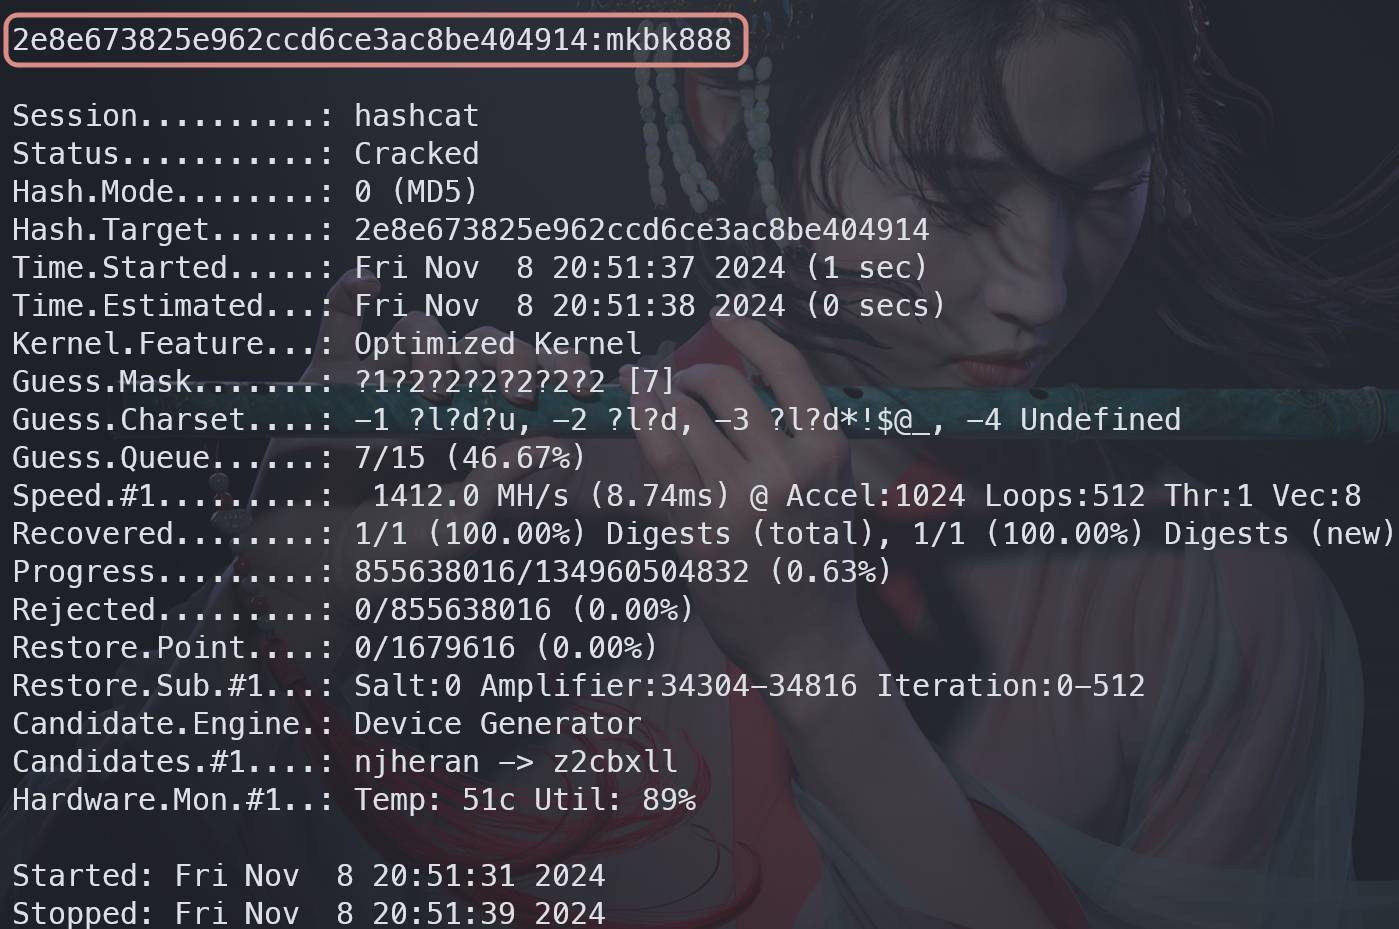 2e8e673825e962ccd6ce3ac8be404914:mkbk888
Session..........: hashcat
Status...........: Cracked
Hash.Mode........: 0 (MD5)
Hash.Target......: 2e8e673825e962ccd6ce3ac8be404914
Time.Started.....: Fri Nov  8 20:51:37 2024 (1 sec)
Time.Estimated...: Fri Nov  8 20:51:38 2024 (0 secs)
Kernel.Feature...: Optimized Kernel
Guess.Mask.......: ?1?2?2?2?2?2?2 [7]
Guess.Charset....: -1 ?l?d?u, -2 ?l?d, -3 ?l?d*!$@_, -4 Undefined
Guess.Queue......: 7/15 (46.67%)
Speed.#1.........:  1412.0 MH/s (8.74ms) @ Accel:1024 Loops:512 Thr:1 Vec:8
Recovered........: 1/1 (100.00%) Digests (total), 1/1 (100.00%) Digests (new)
Progress.........: 855638016/134960504832 (0.63%)
Rejected.........: 0/855638016 (0.00%)
Restore.Point....: 0/1679616 (0.00%)
Restore.Sub.#1...: Salt:0 Amplifier:34304-34816 Iteration:0-512
Candidate.Engine.: Device Generator
Candidates.#1....: njheran -> z2cbxll
Hardware.Mon.#1..: Temp: 51c Util: 89%
Started: Fri Nov  8 20:51:31 2024
Stopped: Fri Nov  8 20:51:39 2024